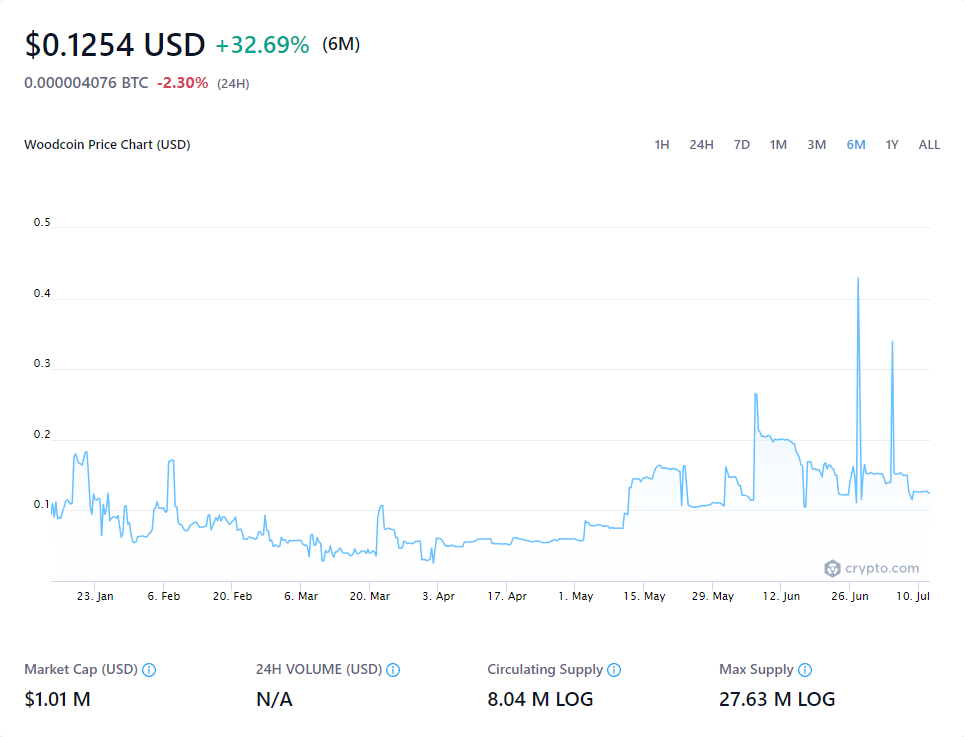 $0.1254 USD +32.69% (6M)
0.000004076 BTC -2.30% (24H)
Woodcoin Price Chart (USD) 1H 24H 7D 1M 3M 6M 1Y ALL
0.5
0.4
0.3
0.2
0.1
crypto.com
23. Jan 6. Feb 20. Feb 6. Mar 20. Mar 3. Apr 17. Apr 1. May 15. May 29. May 12. Jun 26. Jun 10. Jul
Market Cap (USD) 24H VOLUME (USD) Circulating Supply Max Supply
$1.01 M N/A 8.04 M LOG 27.63 M LOG